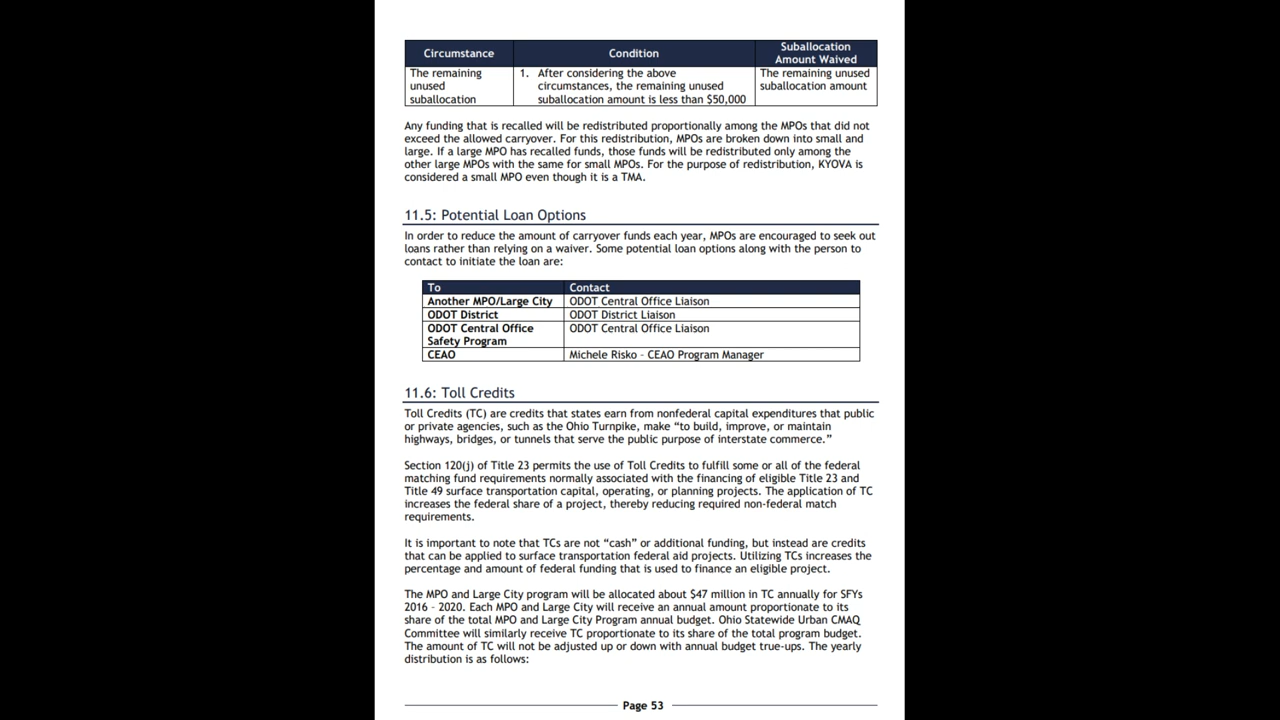 Circumstance Condition Suballocation Amount Waived
The remaining unused suballocation 1. After considering the above circumstances, the remaining unused suballocation amount is less than $50,000 The remaining unused suballocation amount
Any funding that is recalled will be redistributed proportionally among the MPOs that did not
exceed the allowed carryover. For this redistribution, MPOs are broken down into small and
large. If a large MPO has recalled funds, those funds will be redistributed only among the
other large MPOs with the same for small MPOs. For the purpose of redistribution, KYOVA is
considered a small MPO even though it is a TMA.
11.5: Potential Loan Options
In order to reduce the amount of carryover funds each year, MPOs are encouraged to seek out
loans rather than relying on a waiver. Some potential loan options along with the person to
contact to initiate the loan are:
To Contact
Another MPO/Large City ODOT Central Office Liaison
ODOT District ODOT District Liaison
ODOT Central Office Safety Program ODOT Central Office Liaison
CEAO Michele Risko - CEAO Program Manager
11.6: Toll Credits
Toll Credits (TC) are credits that states earn from nonfederal capital expenditures that public
or private agencies, such as the Ohio Turnpike, make “to build, improve, or maintain
highways, bridges, or tunnels that serve the public purpose of interstate commerce.”
Section 120(j) of Title 23 permits the use of Toll Credits to fulfill some or all of the federal
matching fund requirements normally associated with the financing of eligible Title 23 and
Title 49 surface transportation capital, operating, or planning projects. The application of TC
increases the federal share of a project, thereby reducing required non-federal match
requirements.
It is important to note that TCs are not “cash” or additional funding, but instead are credits
that can be applied to surface transportation federal aid projects. Utilizing TCs increases the
percentage and amount of federal funding that is used to finance an eligible project.
The MPO and Large City program will be allocated about $47 million in TC annually for SFYs
2016 - 2020. Each MPO and Large City will receive an annual amount proportionate to its
share of the total MPO and Large City Program annual budget. Ohio Statewide Urban CMAQ
Committee will similarly receive TC proportionate to its share of the total program budget.
The amount of TC will not be adjusted up or down with annual budget true-ups. The yearly
distribution is as follows:
Page 53